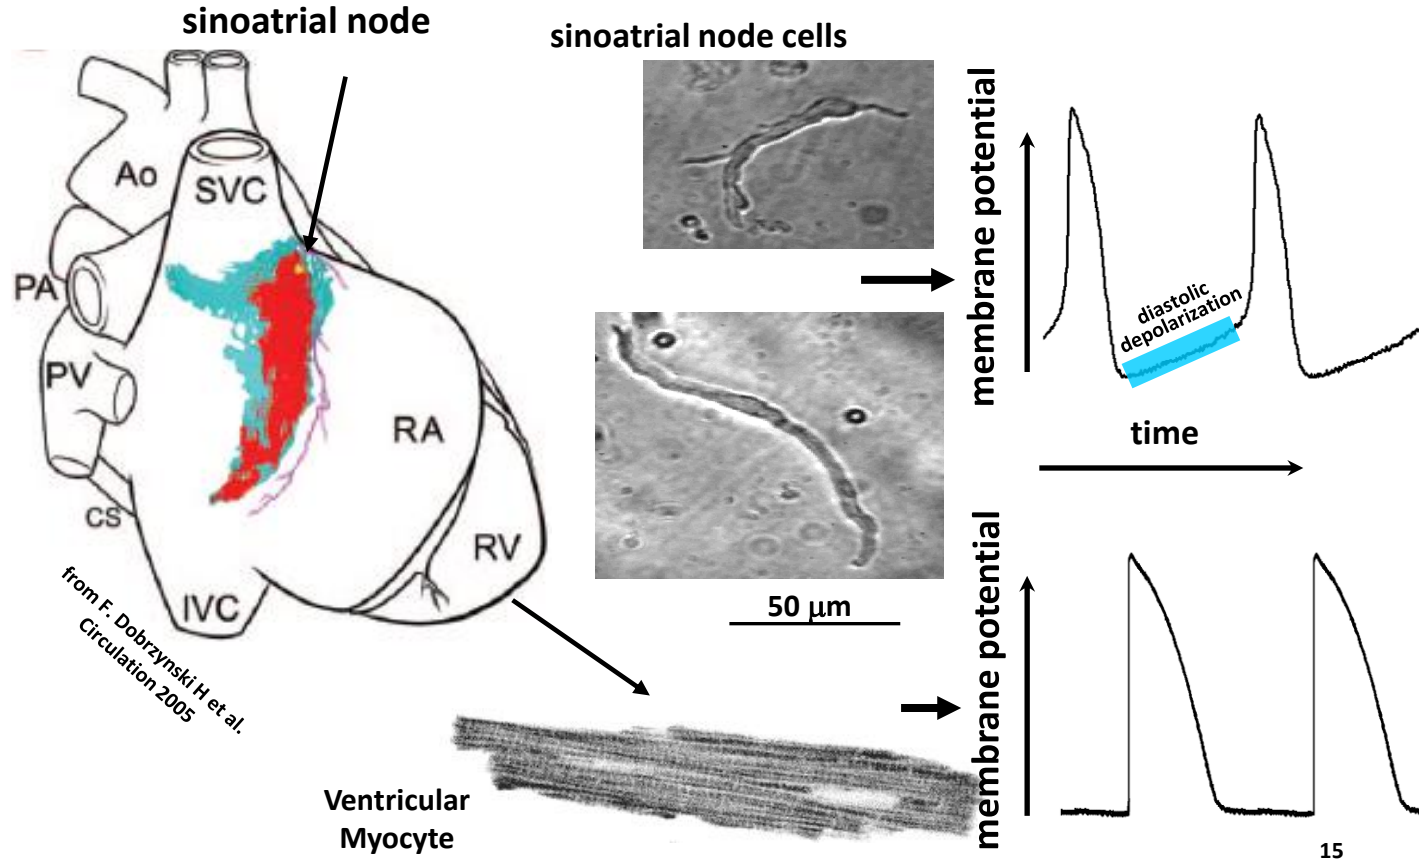 sinoatrial node
sinoatrial node cells
Ao
SVC
PA
PV
RA
CS
RV
IVC
from F. Dobrzynski H et al.
Circulation 2005
50 μm
Ventricular
Myocyte
membrane potential
diastolic
depolarization
time
membrane potential
15